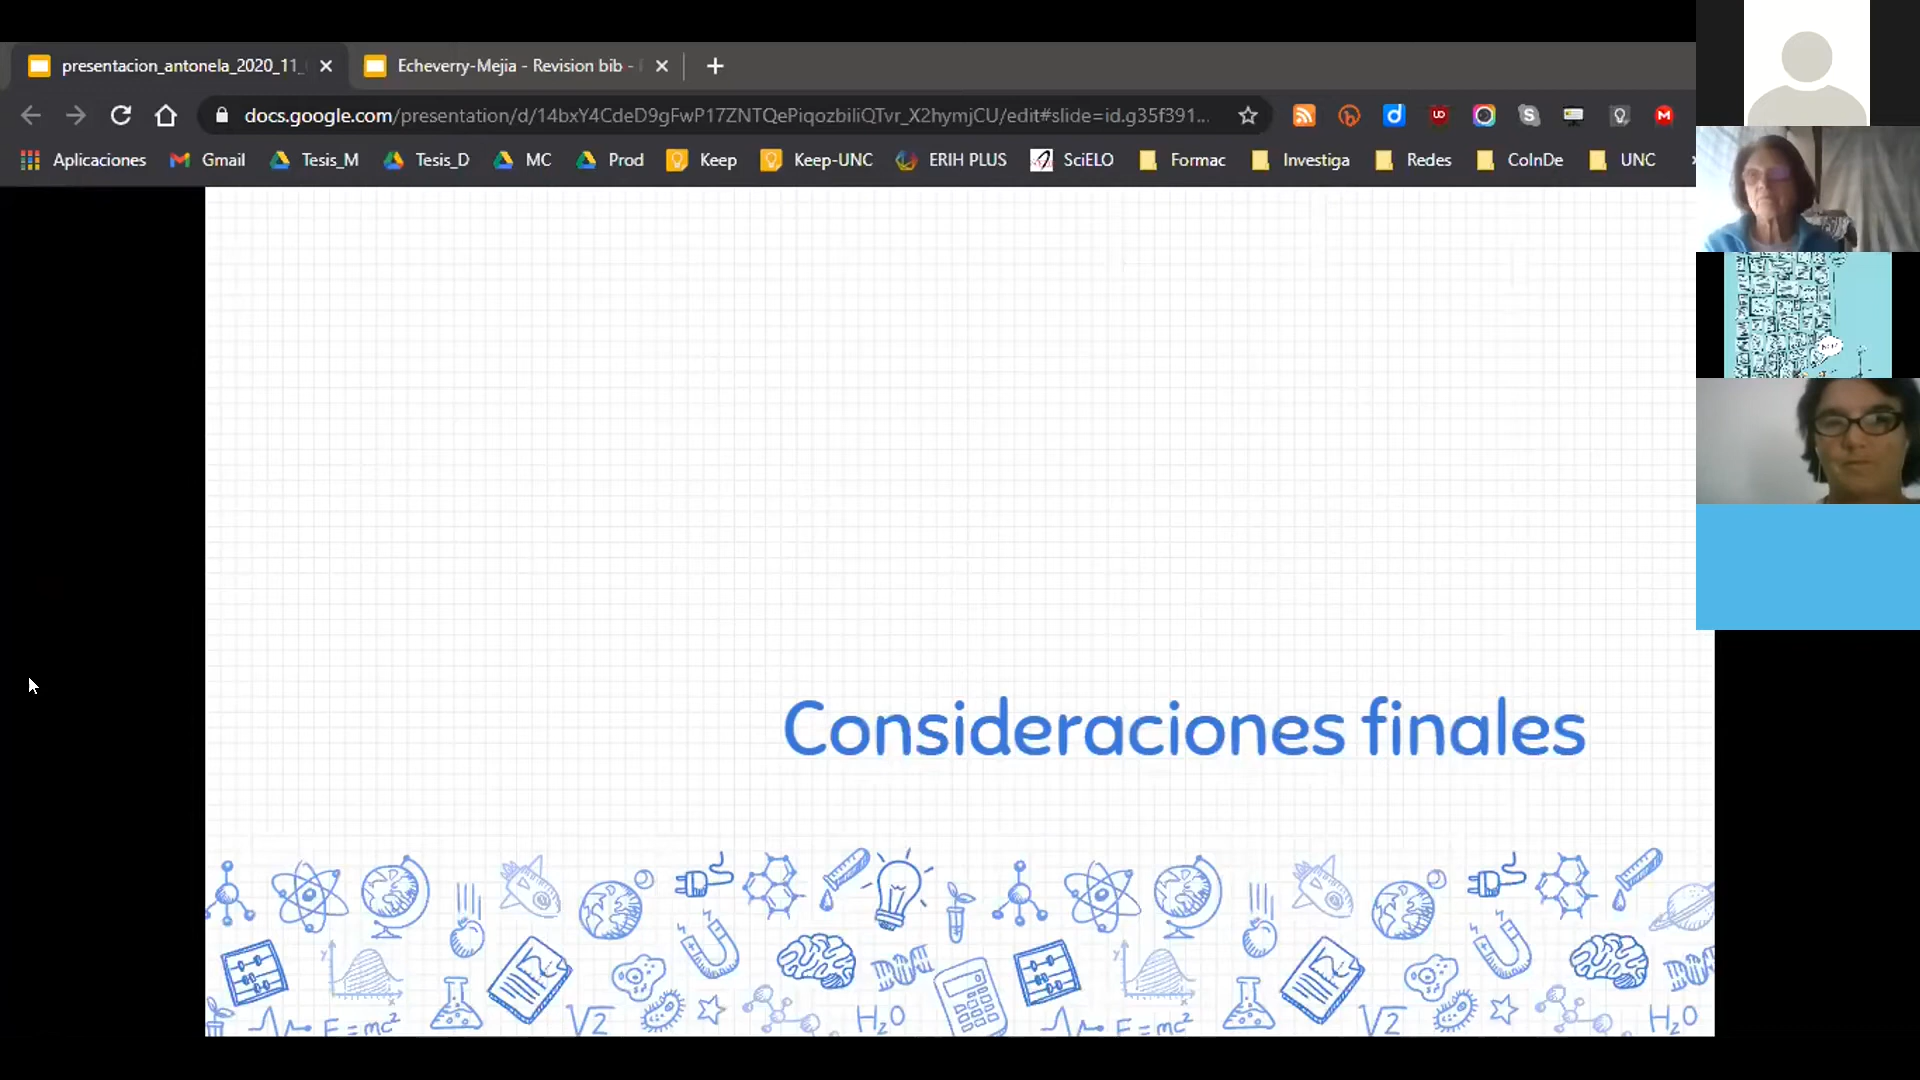 presentacion_antonela_2020_11_
Echeverry-Mejia - Revision bib -
docs.google.com/presentation/d/14bxY4CdeD9gFwP17ZNTQePiqozbiliQTvr_X2hymjCU/edit#slide=id.g35f391...
Aplicaciones Gmail Tesis_M Tesis_D MC Prod Keep Keep-UNC ERIH PLUS SciELO Formac Investiga Redes CoInDe UNC
Consideraciones finales
y x y x
E = mc² √2 H₂O E = mc² √2 H₂O